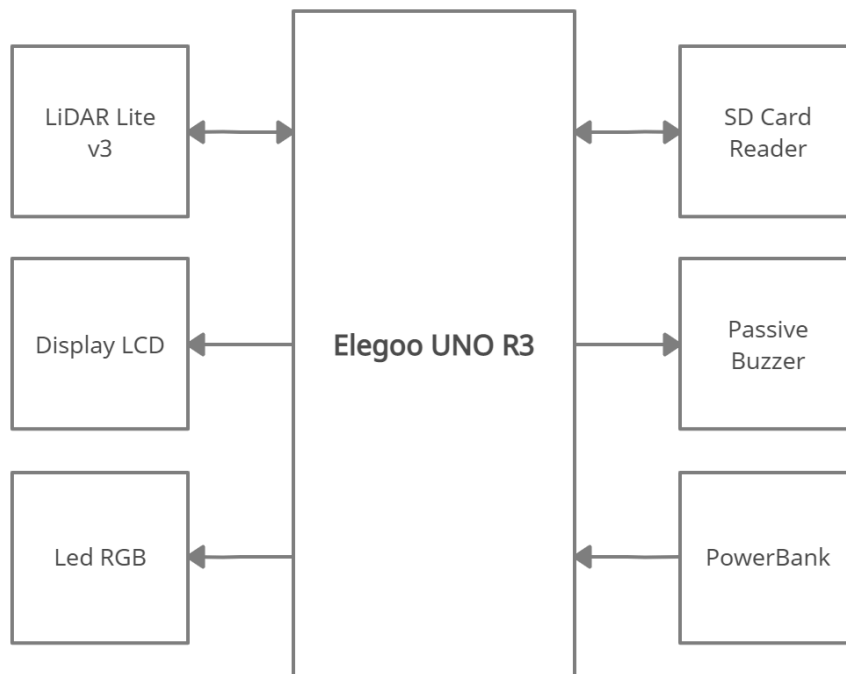 LiDAR Lite
v3
Display LCD
Led RGB
Elegoo UNO R3
SD Card
Reader
Passive
Buzzer
PowerBank